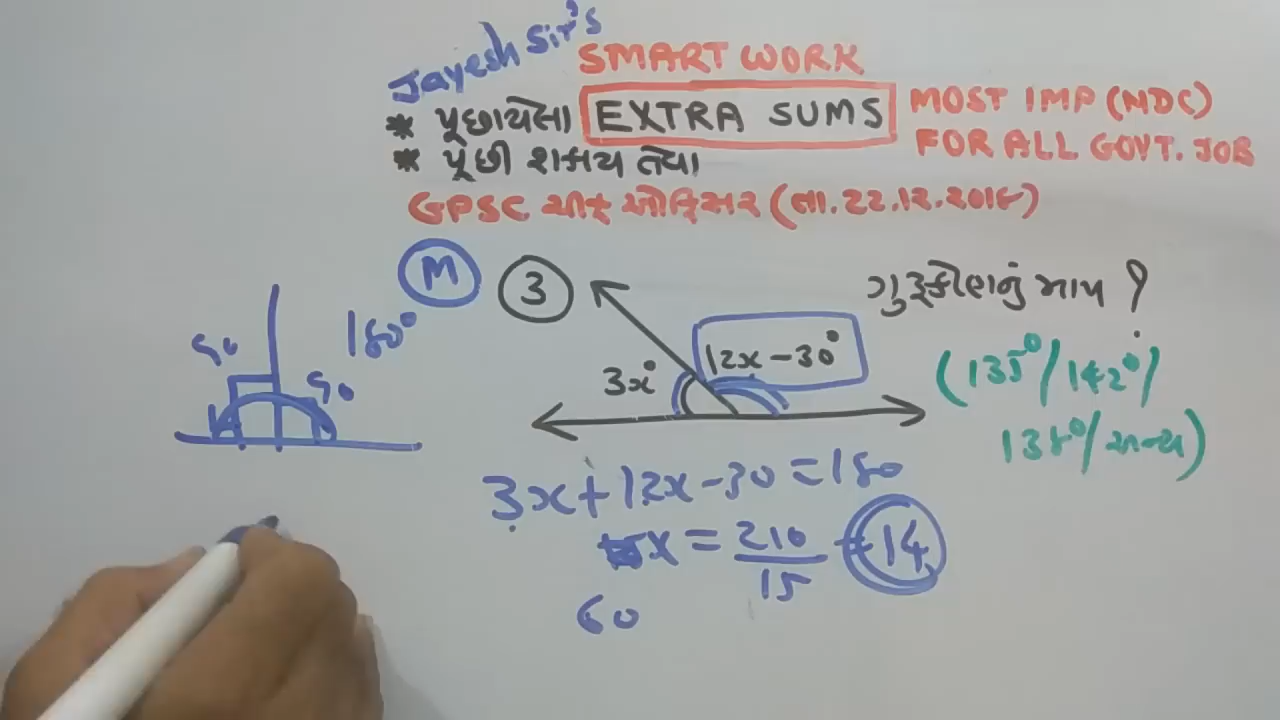 Jayesh Sir's
SMART WORK
* પૂછાયેલા EXTRA SUMS MOST IMP (MDC)
* પૂછી શકાય તેવા FOR ALL GOVT. JOB
GPSC ચીફ ઓફિસર (તા.22.12.2018)
M 3 ગુરૂકોણનું માપ ?
90 90 180°
3x° 12x-30°
(135°/142°/
138°/અન્ય)
3x+12x-30=180
x = 210/15 = 14